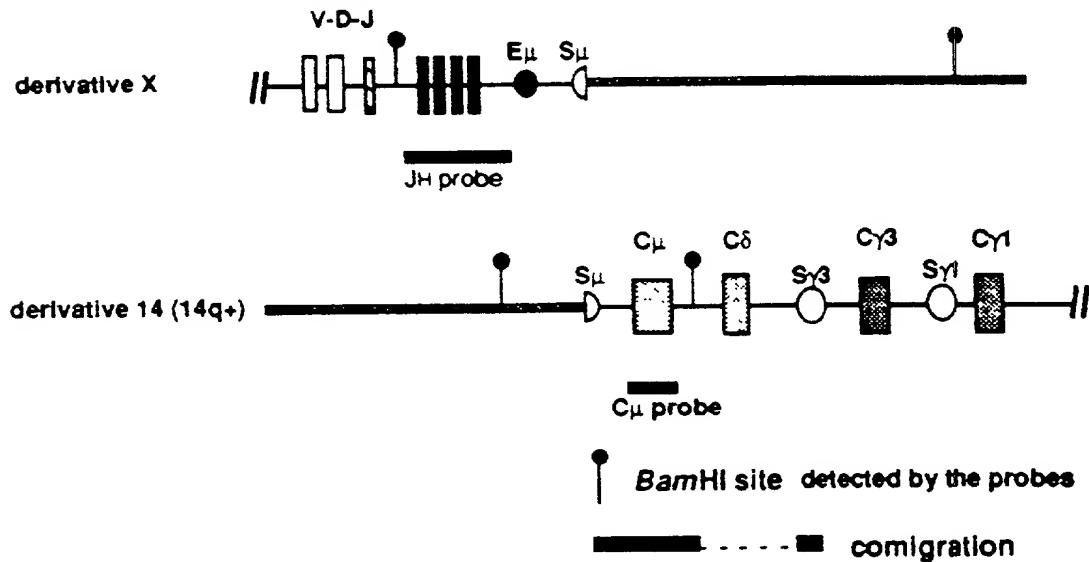 V-D-J
Eμ
Sμ
derivative X
JH probe
Cμ
Cδ
Cγ3
Cγ1
Sμ
Sγ3
Sγ1
derivative 14 (14q+)
Cμ probe
BamHI site detected by the probes
comigration